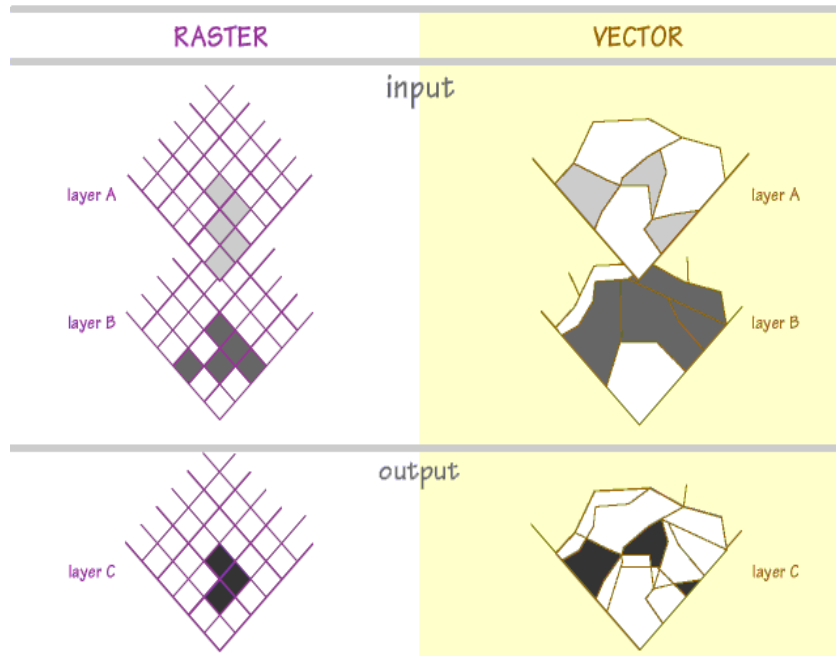 RASTER
VECTOR
input
layer A
layer A
layer B
layer B
output
layer C
layer C